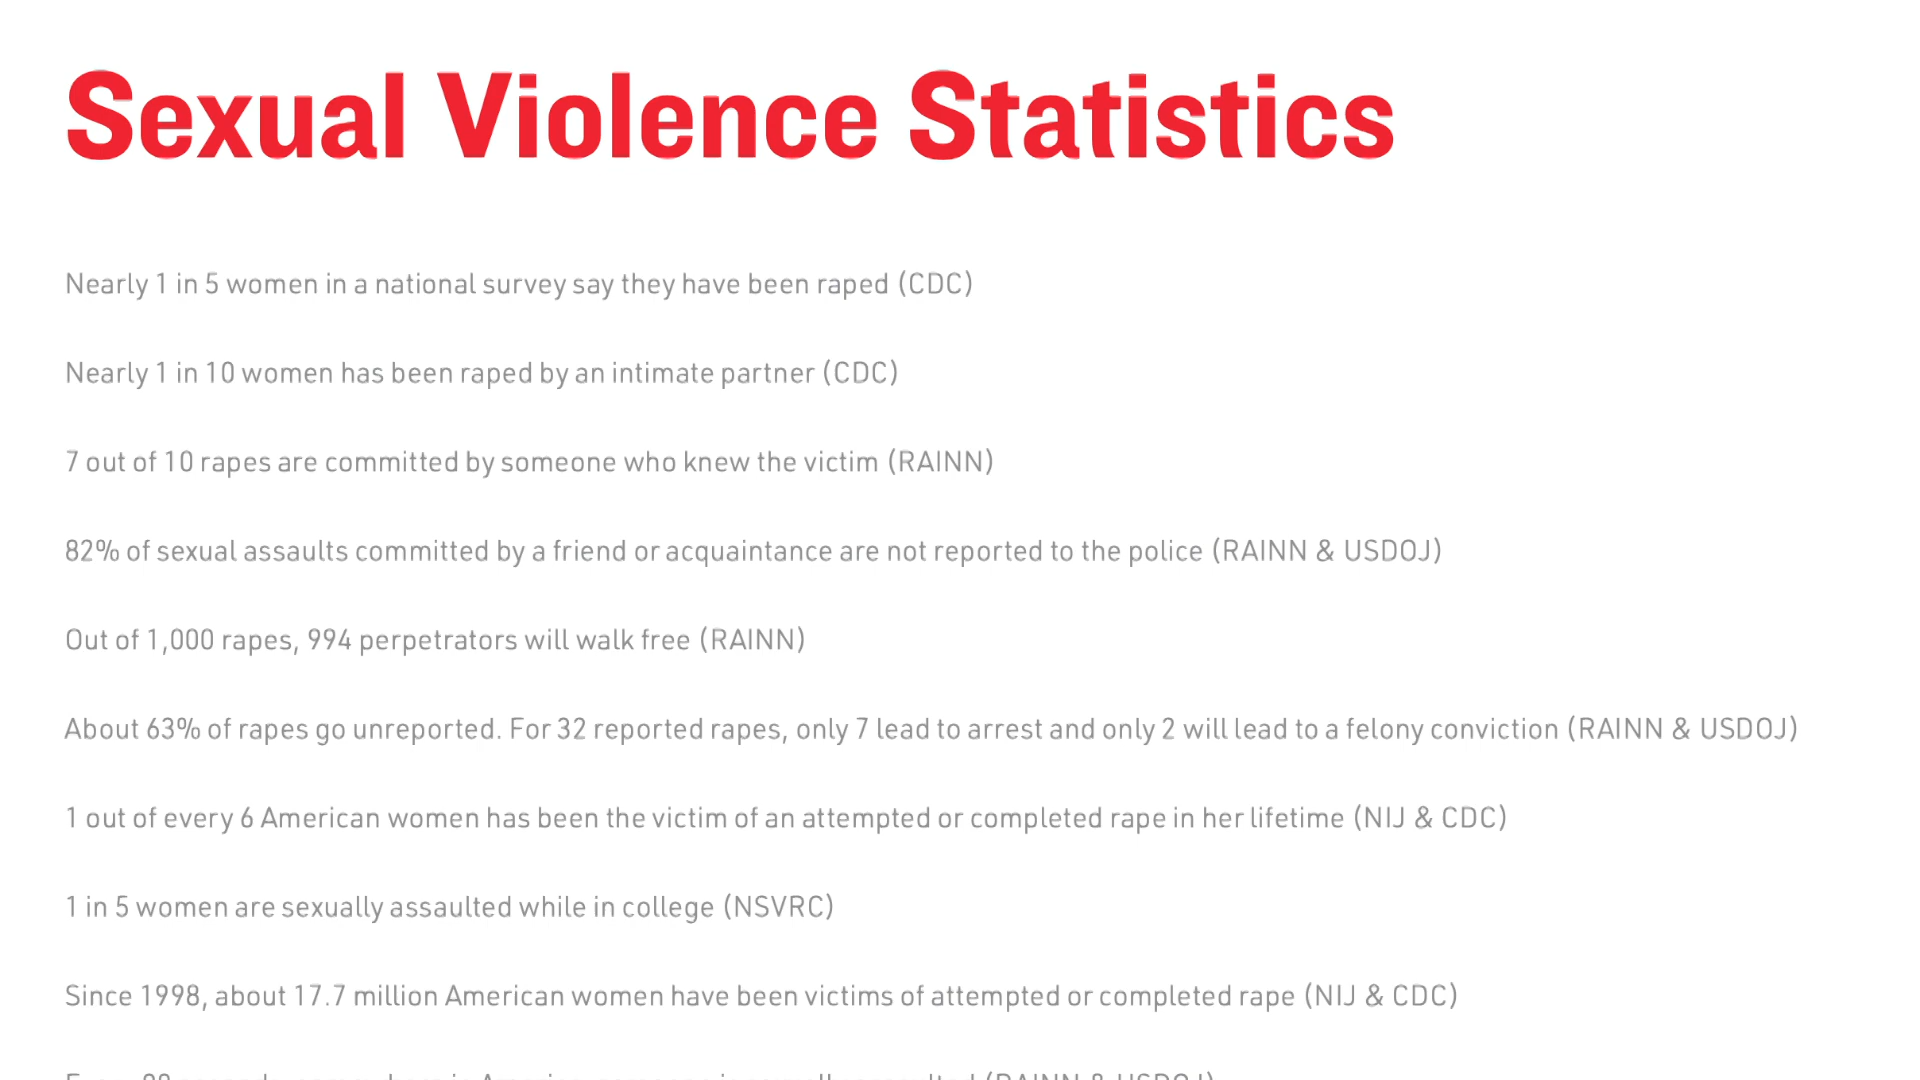 Sexual Violence Statistics
Nearly 1 in 5 women in a national survey say they have been raped (CDC)
Nearly 1 in 10 women has been raped by an intimate partner (CDC)
7 out of 10 rapes are committed by someone who knew the victim (RAINN)
82% of sexual assaults committed by a friend or acquaintance are not reported to the police (RAINN & USDOJ)
Out of 1,000 rapes, 994 perpetrators will walk free (RAINN)
About 63% of rapes go unreported. For 32 reported rapes, only 7 lead to arrest and only 2 will lead to a felony conviction (RAINN & USDOJ)
1 out of every 6 American women has been the victim of an attempted or completed rape in her lifetime (NIJ & CDC)
1 in 5 women are sexually assaulted while in college (NSVRC)
Since 1998, about 17.7 million American women have been victims of attempted or completed rape (NIJ & CDC)